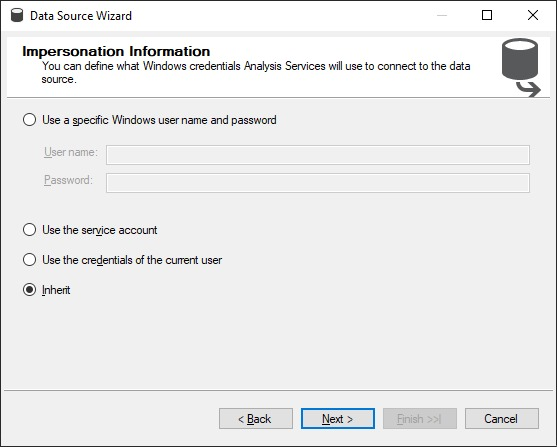 Data Source Wizard
Impersonation Information
You can define what Windows credentials Analysis Services will use to connect to the data
source.
Use a specific Windows user name and password
User name:
Password:
Use the service account
Use the credentials of the current user
Inherit
< Back Next > Finish >>| Cancel